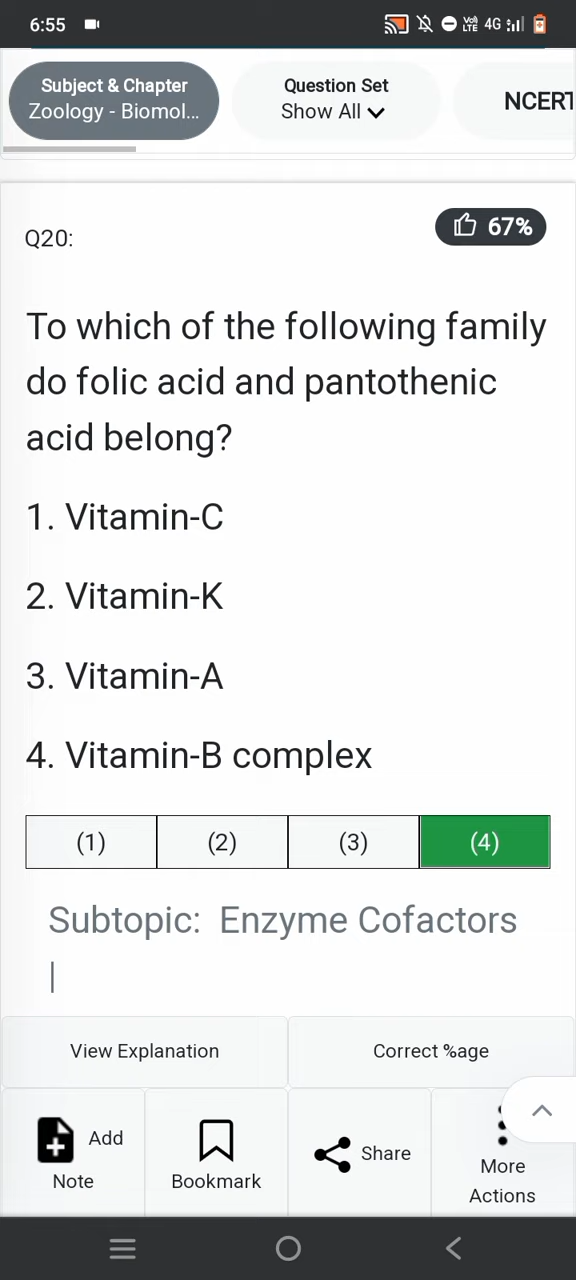 6:55
Vo) LTE 4G
Subject & Chapter
Zoology - Biomol...
Question Set
Show All
NCERT
Q20:
67%
To which of the following family
do folic acid and pantothenic
acid belong?
1. Vitamin-C
2. Vitamin-K
3. Vitamin-A
4. Vitamin-B complex
(1) (2) (3) (4)
Subtopic: Enzyme Cofactors
|
View Explanation
Correct %age
Add
Note
Bookmark
Share
More
Actions